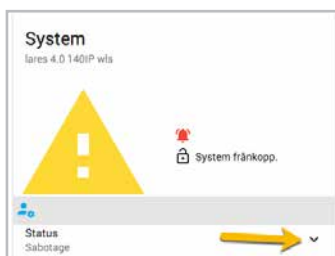 System
lares 4.0 140IP wls
System frånkopp.
Status
Sabotage